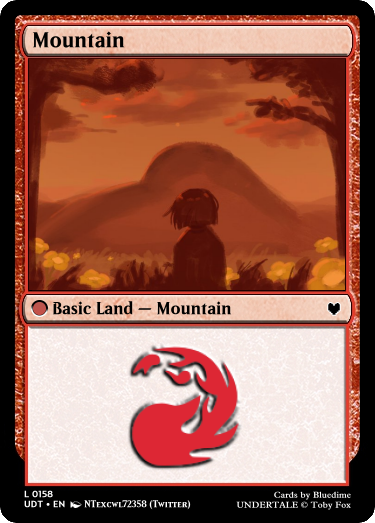 Mountain
Basic Land — Mountain
L 0158
UDT • EN NTexcwl72358 (Twitter)
Cards by Bluedime
UNDERTALE © Toby Fox